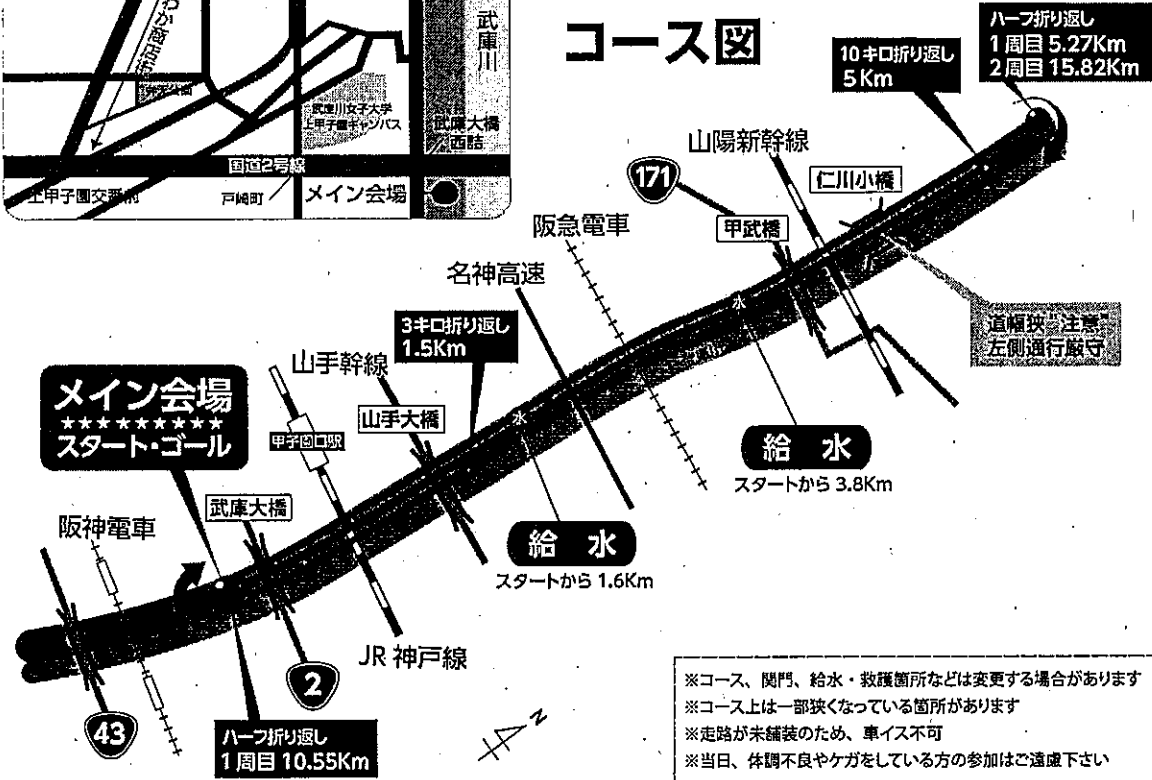 武庫川
武庫川女子大学
上甲子園キャンパス
武庫大橋
西詰
国道2号線
上甲子園交番前
戸崎町
メイン会場
コース図
ハーフ折り返し
1周目 5.27Km
2周目 15.82Km
10キロ折り返し
5Km
山陽新幹線
171
仁川小橋
甲武橋
阪急電車
名神高速
水
道幅狭"注意"
左側通行厳守
3キロ折り返し
1.5Km
山手幹線
山手大橋
水
メイン会場
★★★★★★★★★
スタート・ゴール
甲子園口駅
給 水
スタートから 3.8Km
武庫大橋
阪神電車
給 水
スタートから 1.6Km
JR 神戸線
2
43
ハーフ折り返し
1周目 10.55Km
N
※コース、関門、給水・救護箇所などは変更する場合があります
※コース上は一部狭くなっている箇所があります
※走路が未舗装のため、車イス不可
※当日、体調不良やケガをしている方の参加はご遠慮下さい